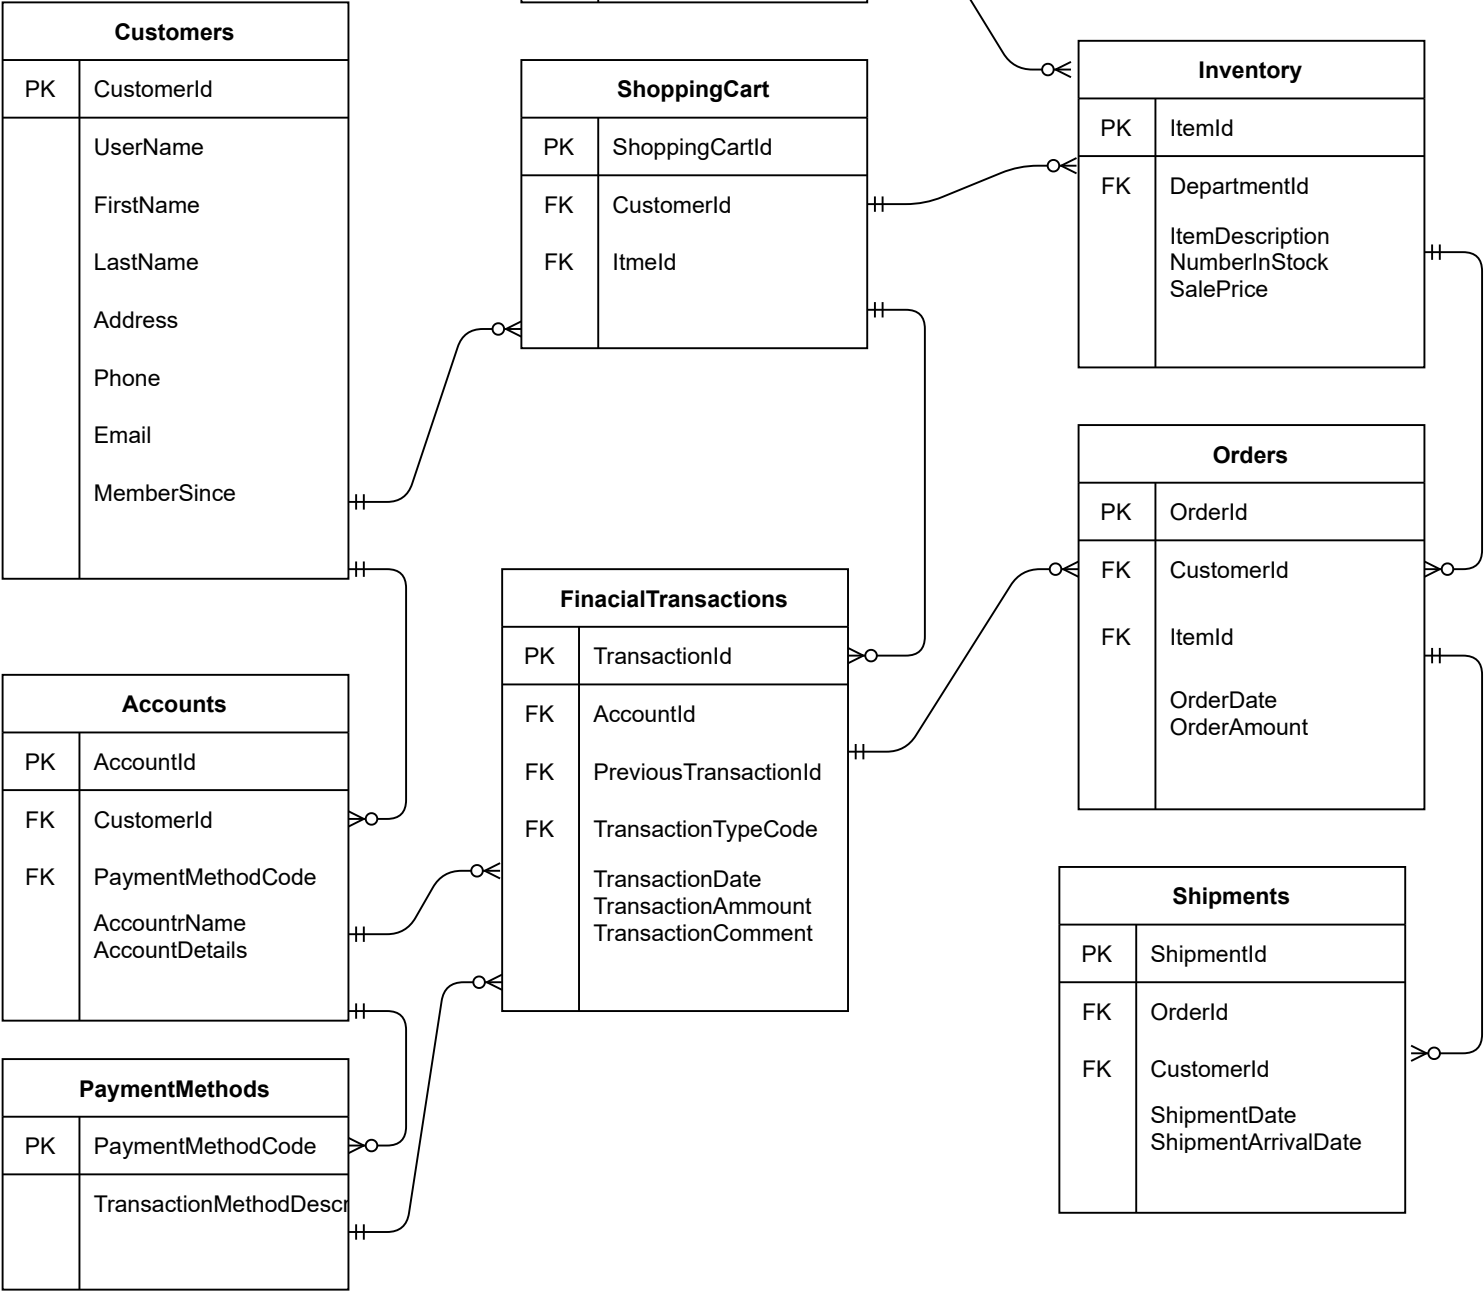 Customers
PK CustomerId
UserName
FirstName
LastName
Address
Phone
Email
MemberSince
ShoppingCart
PK ShoppingCartId
FK CustomerId
FK ItmeId
Inventory
PK ItemId
FK DepartmentId
ItemDescription
NumberInStock
SalePrice
Orders
PK OrderId
FK CustomerId
FK ItemId
OrderDate
OrderAmount
FinacialTransactions
PK TransactionId
FK AccountId
FK PreviousTransactionId
FK TransactionTypeCode
TransactionDate
TransactionAmmount
TransactionComment
Accounts
PK AccountId
FK CustomerId
FK PaymentMethodCode
AccountrName
AccountDetails
Shipments
PK ShipmentId
FK OrderId
FK CustomerId
ShipmentDate
ShipmentArrivalDate
PaymentMethods
PK PaymentMethodCode
TransactionMethodDescr